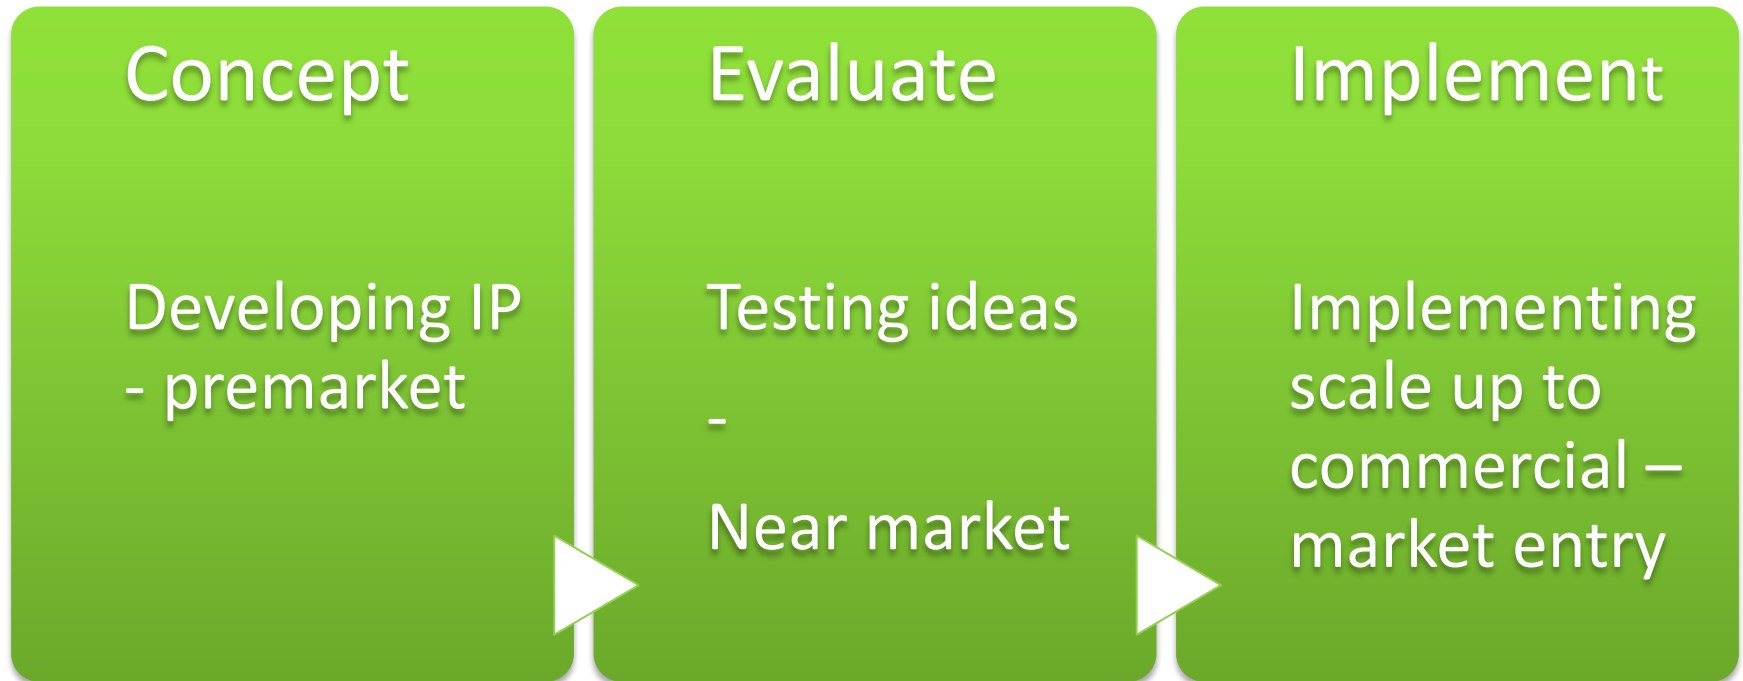 Concept
Developing IP
- premarket
Evaluate
Testing ideas
-
Near market
Implement
Implementing
scale up to
commercial –
market entry